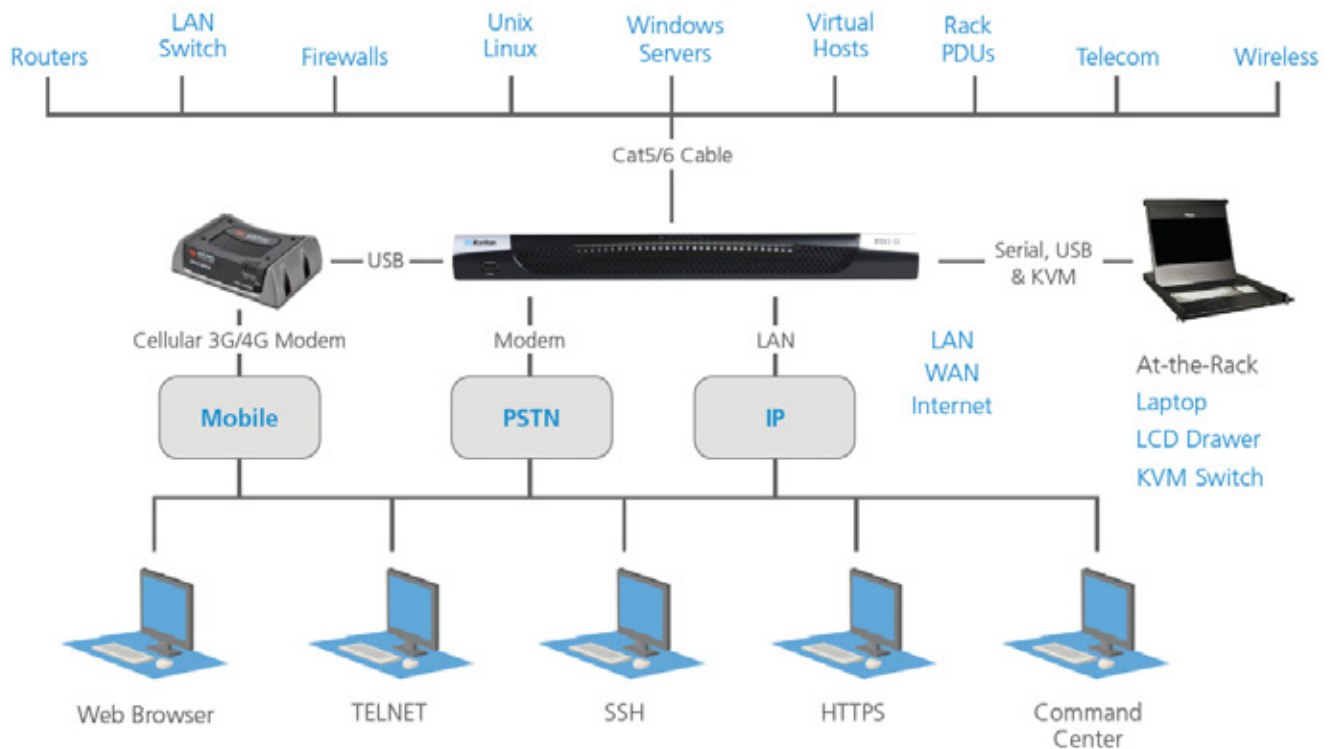 Routers
LAN
Switch
Firewalls
Unix
Linux
Windows
Servers
Virtual
Hosts
Rack
PDUs
Telecom
Wireless
Cat5/6 Cable
USB
Raritan
Serial, USB
& KVM
Cellular 3G/4G Modem
Modem
LAN
LAN
WAN
Internet
At-the-Rack
Laptop
LCD Drawer
KVM Switch
Mobile
PSTN
IP
Web Browser
TELNET
SSH
HTTPS
Command
Center